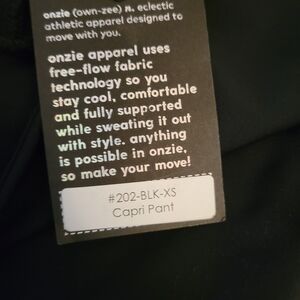 onzie (own-zee) n. eclectic
athletic apparel designed to
move with you.
onzie apparel uses
free-flow fabric
technology so you
stay cool, comfortable
and fully supported
while sweating it out
with style. anything
is possible in onzie,
so make your move!
#202-BLK-XS
Capri Pant